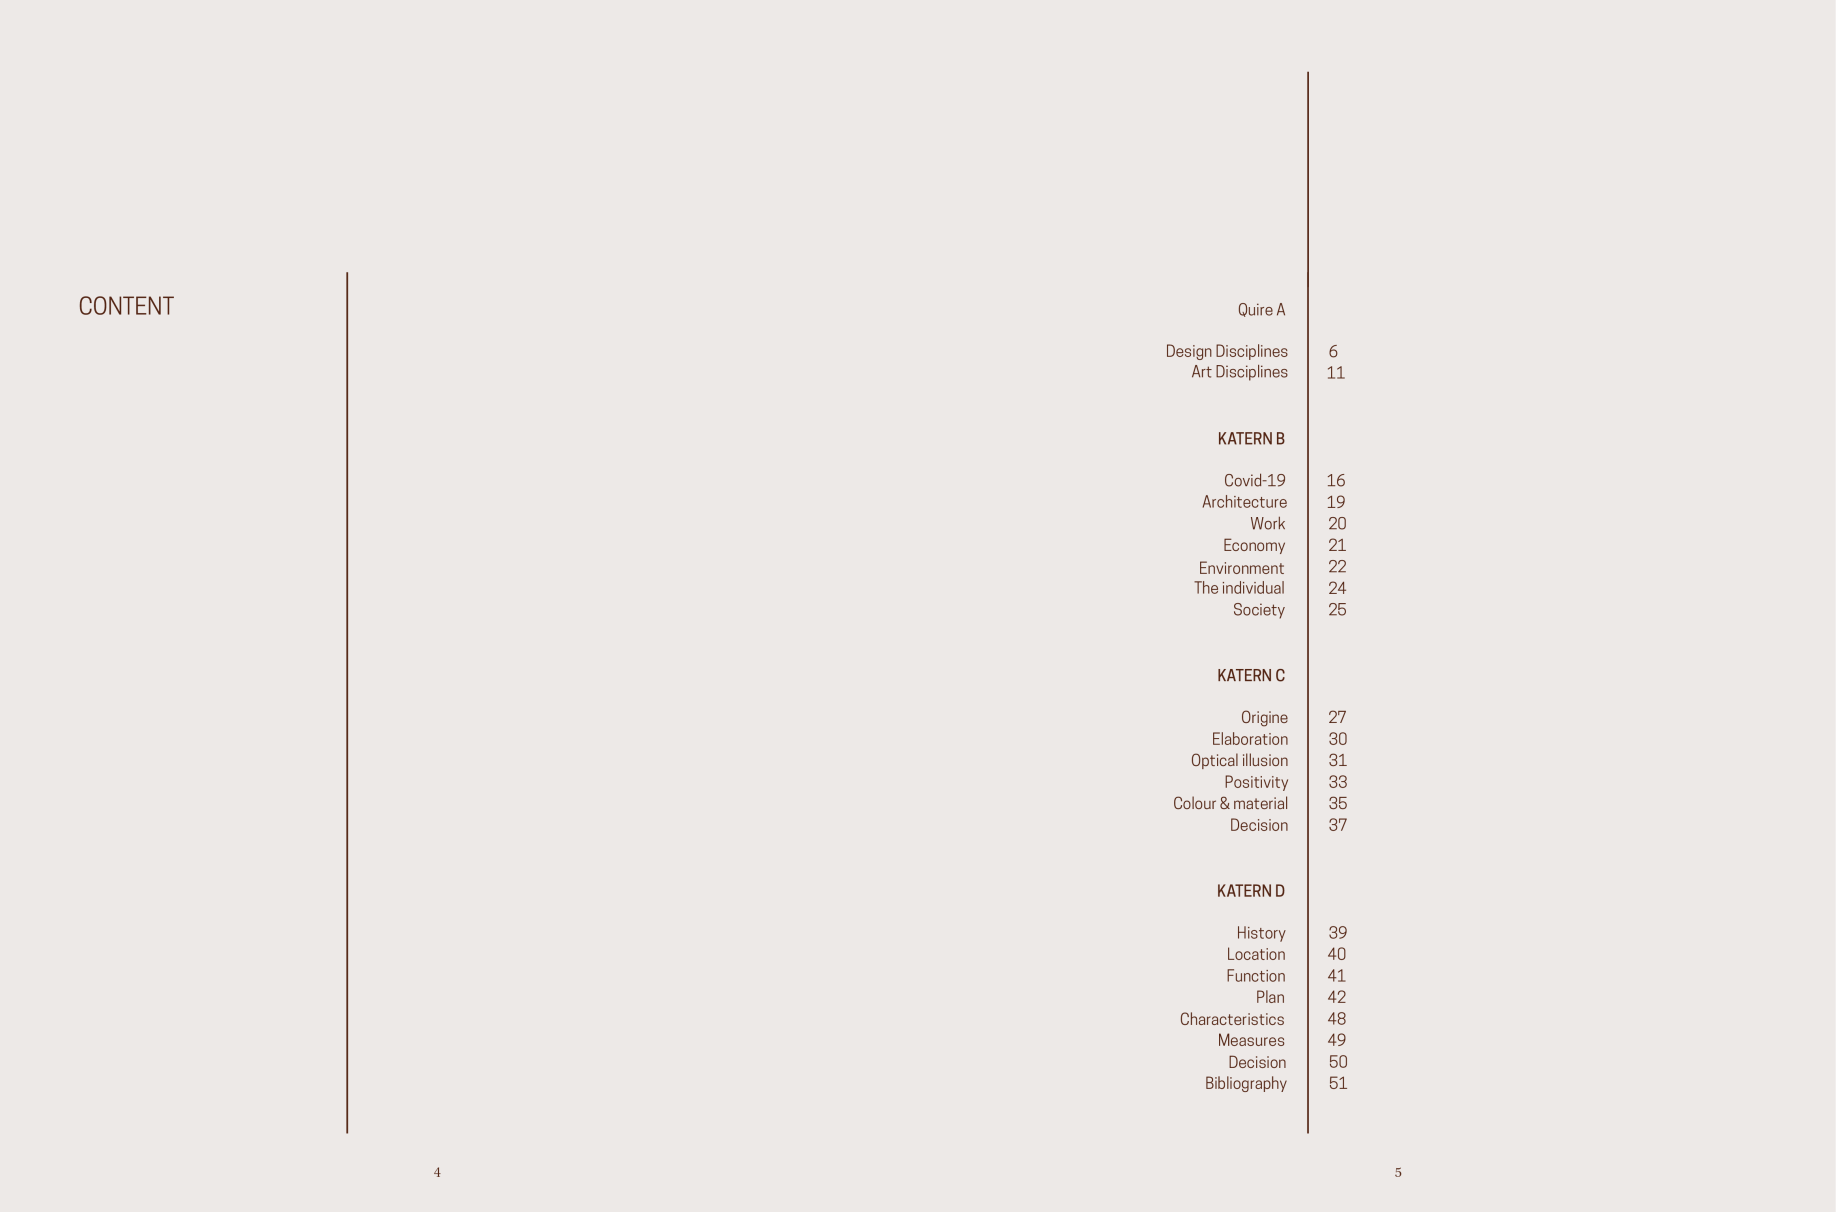 CONTENT
Quire A
Design Disciplines 6
Art Disciplines 11
KATERN B
Covid-19 16
Architecture 19
Work 20
Economy 21
Environment 22
The individual 24
Society 25
KATERN C
Origine 27
Elaboration 30
Optical illusion 31
Positivity 33
Colour & material 35
Decision 37
KATERN D
History 39
Location 40
Function 41
Plan 42
Characteristics 48
Measures 49
Decision 50
Bibliography 51
4
5